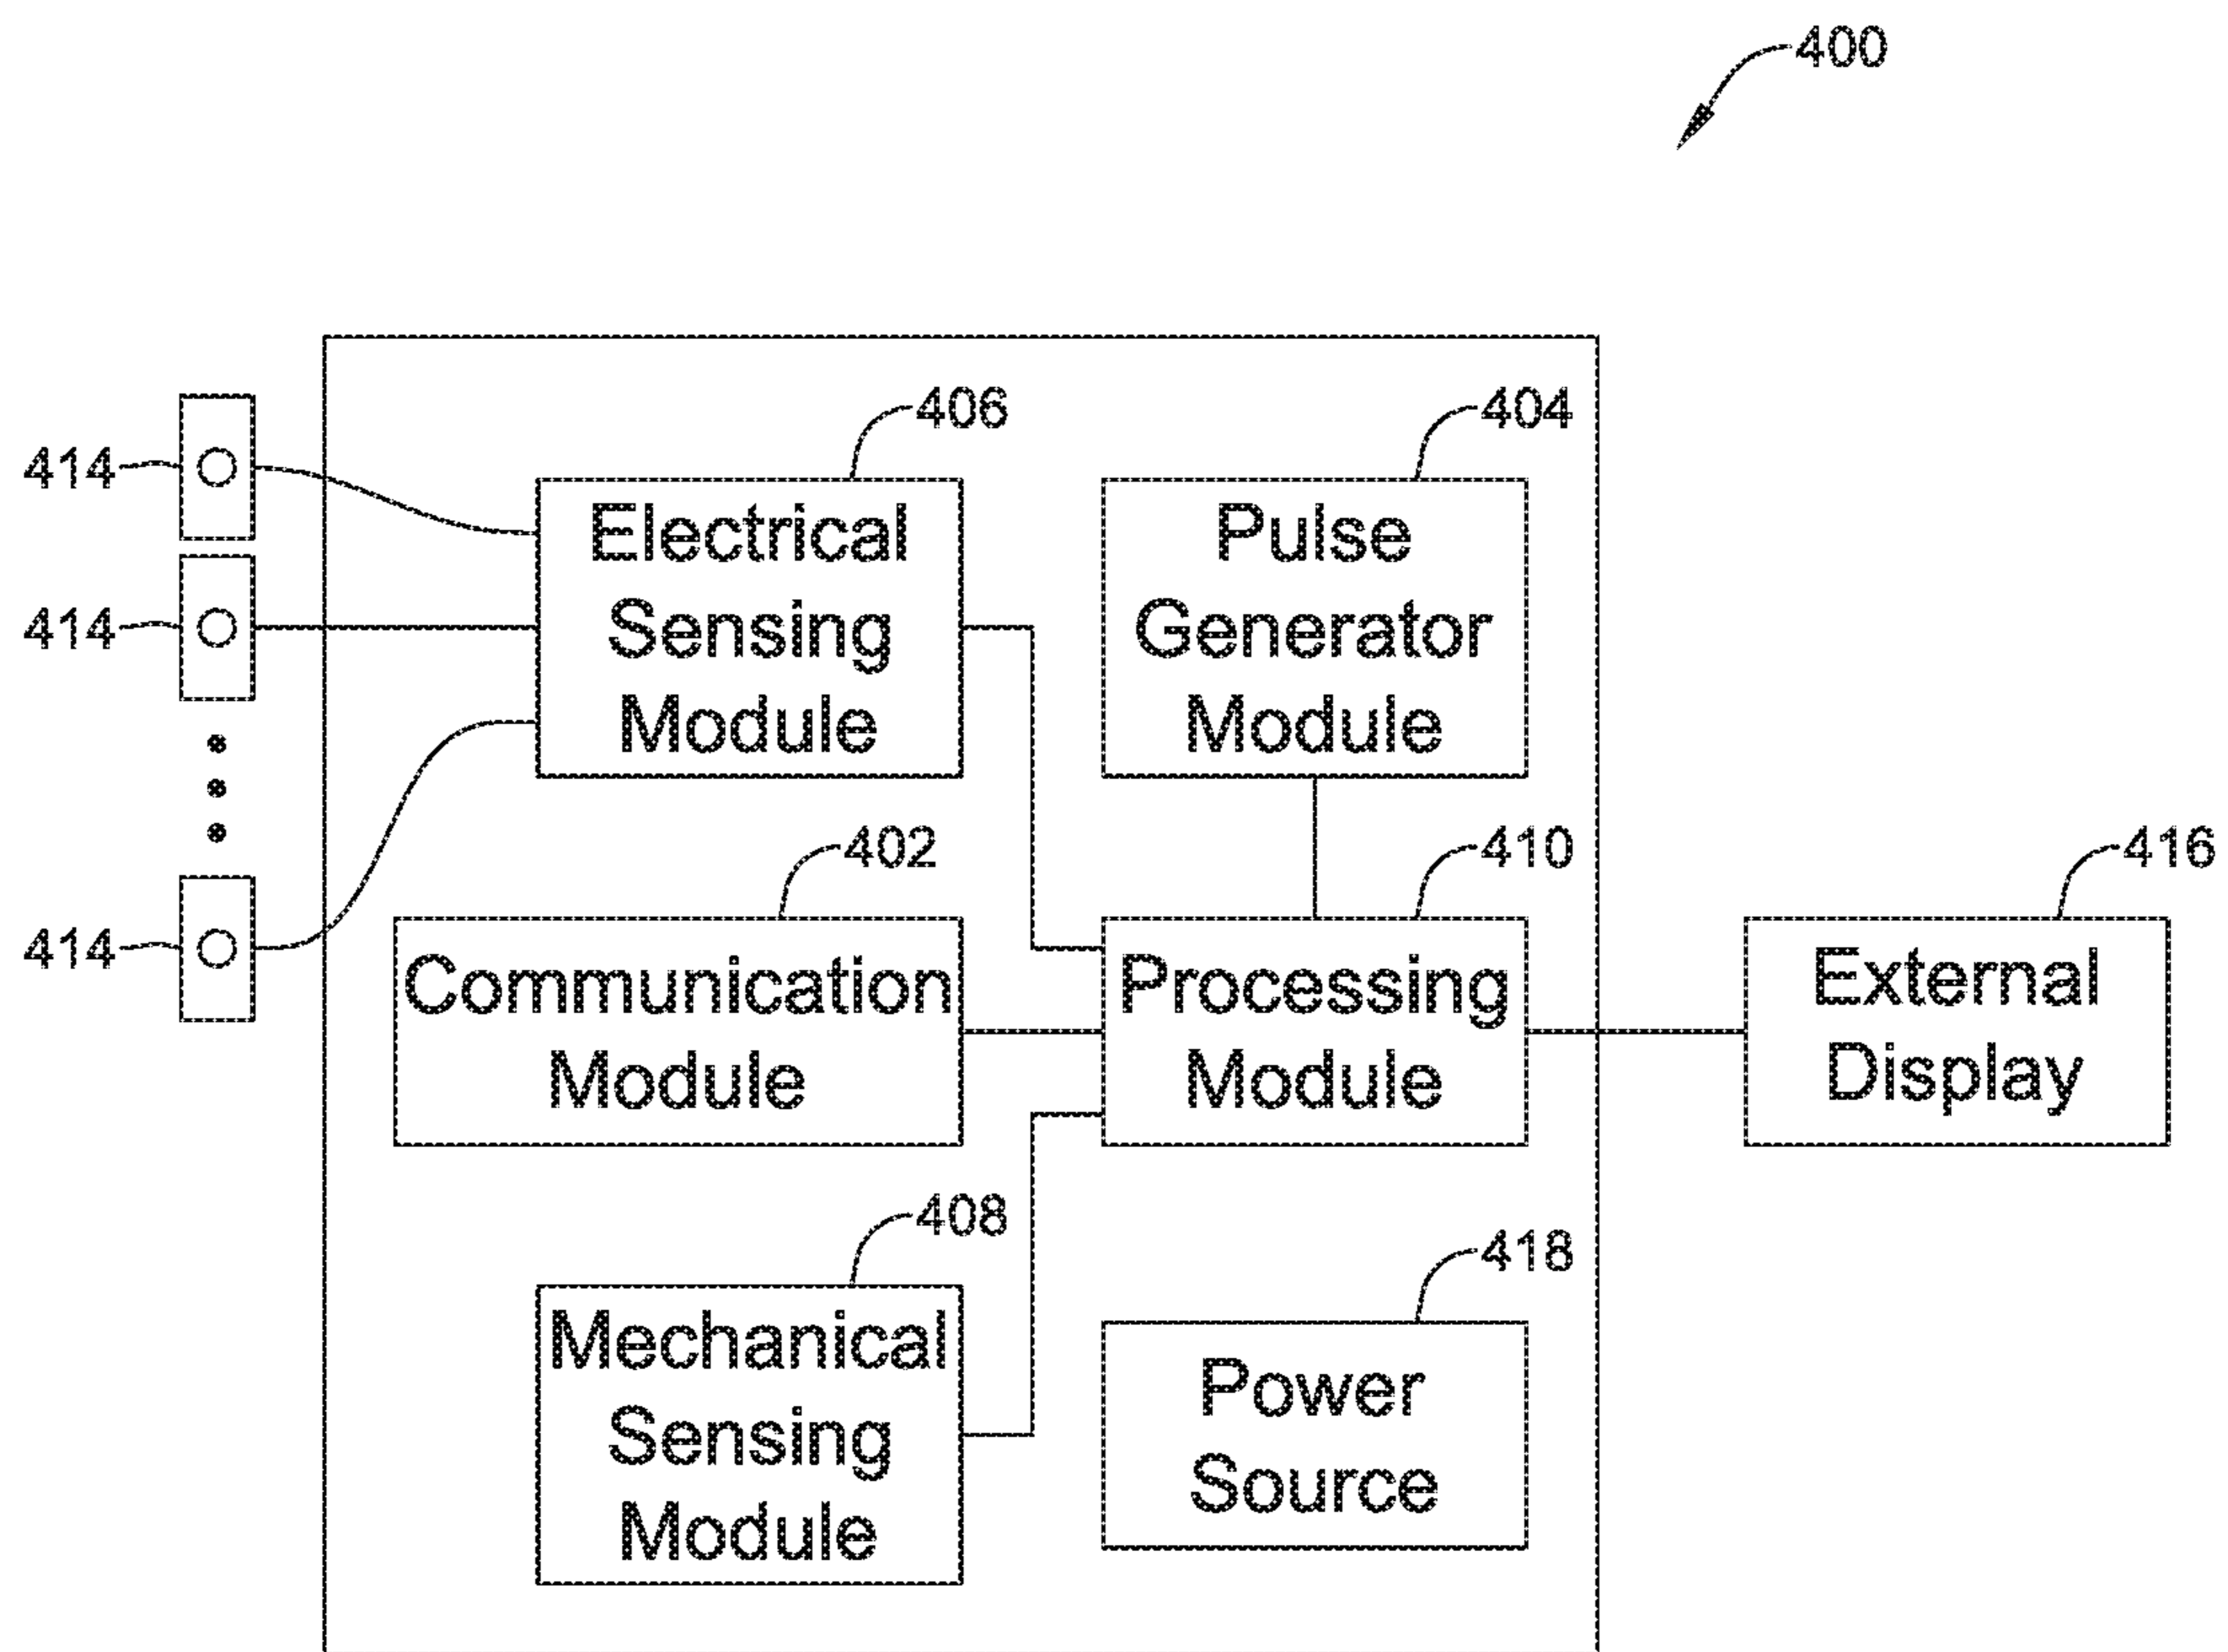 400
406
404
414
Electrical
Sensing
Module
Pulse
Generator
Module
414
402
410
416
414
Communication
Module
Processing
Module
External
Display
408
418
Mechanical
Sensing
Module
Power
Source